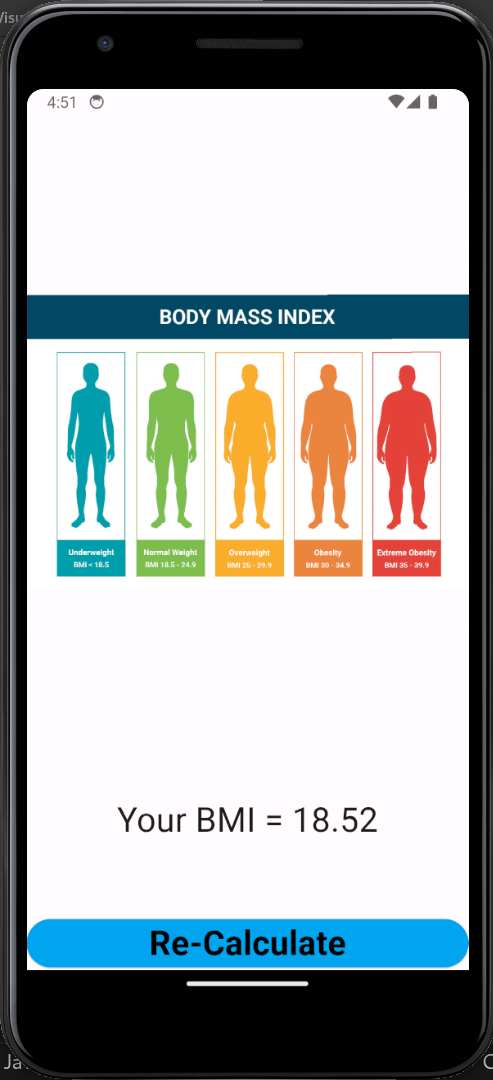 Visu
4:51
BODY MASS INDEX
Underweight
BMI < 18.5
Normal Weight
BMI 18.5 - 24.9
Overweight
BMI 25 - 29.9
Obesity
BMI 30 - 34.9
Extreme Obesity
BMI 35 - 39.9
Your BMI = 18.52
Re-Calculate
Ja